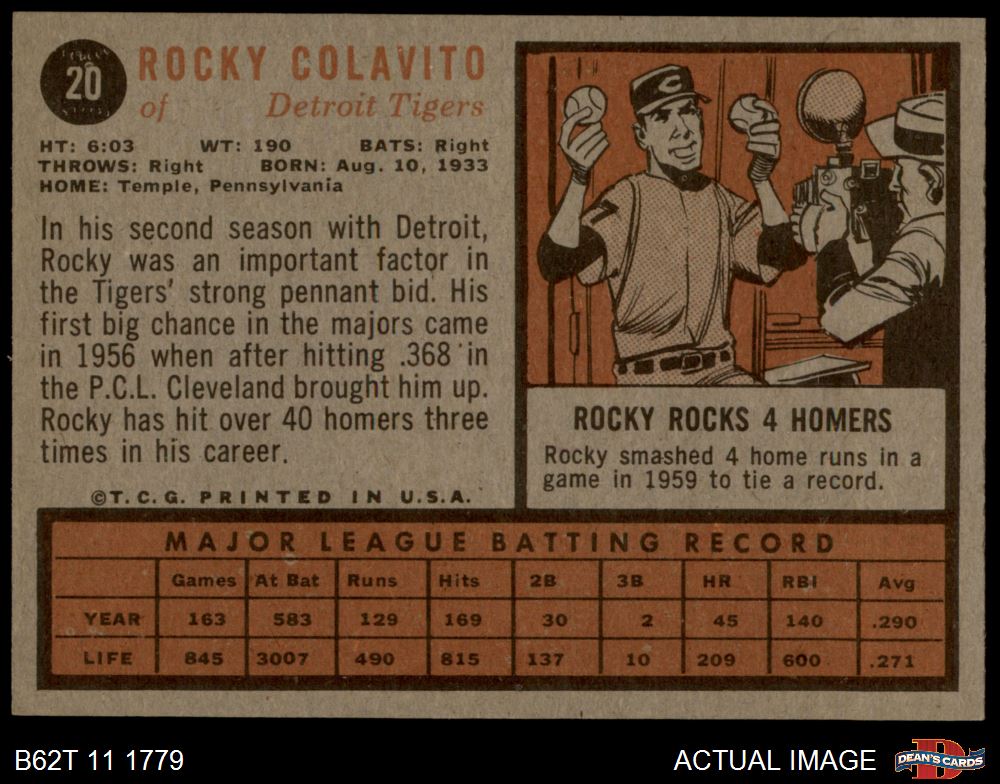 20
ROCKY COLAVITO
of Detroit Tigers
HT: 6:03 WT: 190 BATS: Right
THROWS: Right BORN: Aug. 10, 1933
HOME: Temple, Pennsylvania
In his second season with Detroit,
Rocky was an important factor in
the Tigers' strong pennant bid. His
first big chance in the majors came
in 1956 when after hitting .368 in
the P.C.L. Cleveland brought him up.
Rocky has hit over 40 homers three
times in his career.
©T.C.G. PRINTED IN U.S.A.
C
7
ROCKY ROCKS 4 HOMERS
Rocky smashed 4 home runs in a
game in 1959 to tie a record.
MAJOR LEAGUE BATTING RECORD
Games At Bat Runs Hits 2B 3B HR RBI Avg
YEAR 163 583 129 169 30 2 45 140 .290
LIFE 845 3007 490 815 137 10 209 600 .271
B62T 11 1779
ACTUAL IMAGE
DEAN'S CARDS